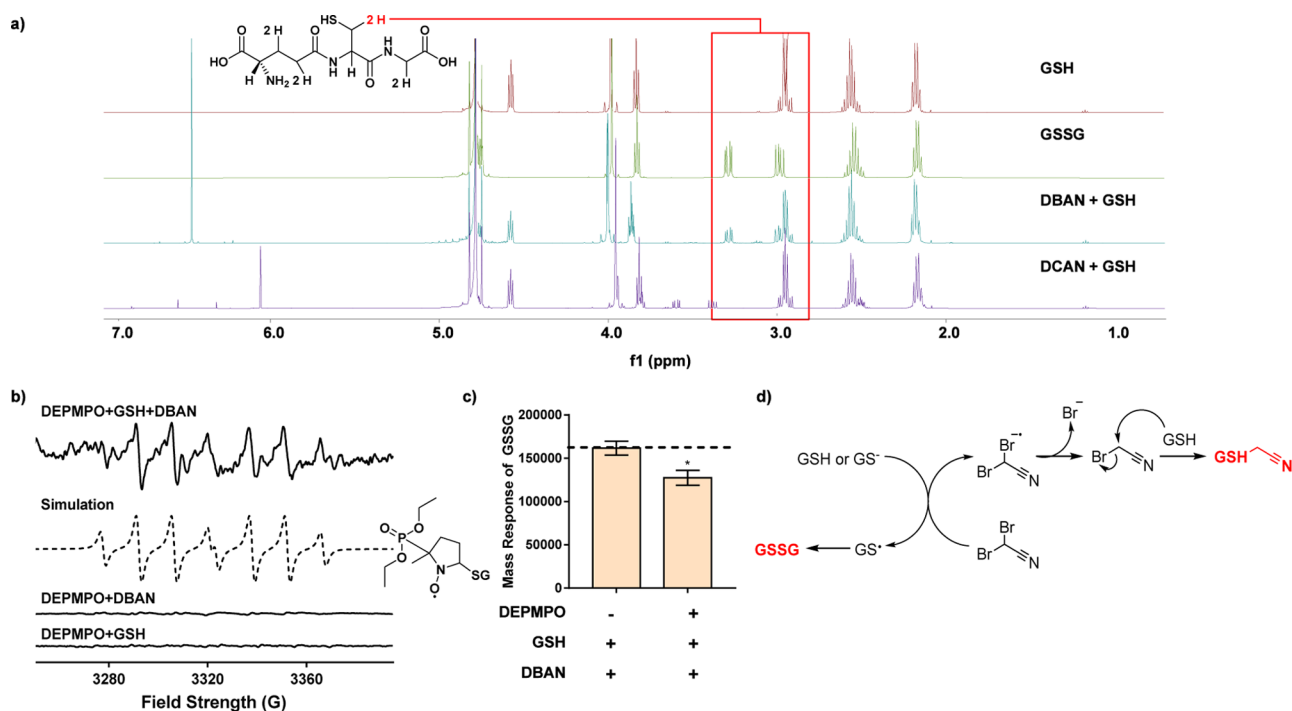 a)
SH
HS
2 H
2 H
O
O
O
HO
H
NH₂
2 H
N
H
H
O
H
N
2 H
OH
GSH
GSSG
DBAN + GSH
DCAN + GSH
7.0 6.0 5.0 4.0 3.0 2.0 1.0
f1 (ppm)
b)
DEPMPO+GSH+DBAN
Simulation
O
P
O
O
N
O
SG
DEPMPO+DBAN
DEPMPO+GSH
3280 3320 3360
Field Strength (G)
c)
Mass Response of GSSG
200000
150000
100000
50000
0
*
DEPMPO - +
GSH + +
DBAN + +
d)
GSH or GS⁻
GSSG
GS•
Br⁻•
Br
N
Br
Br
N
Br⁻
Br
N
GSH
GSH
N